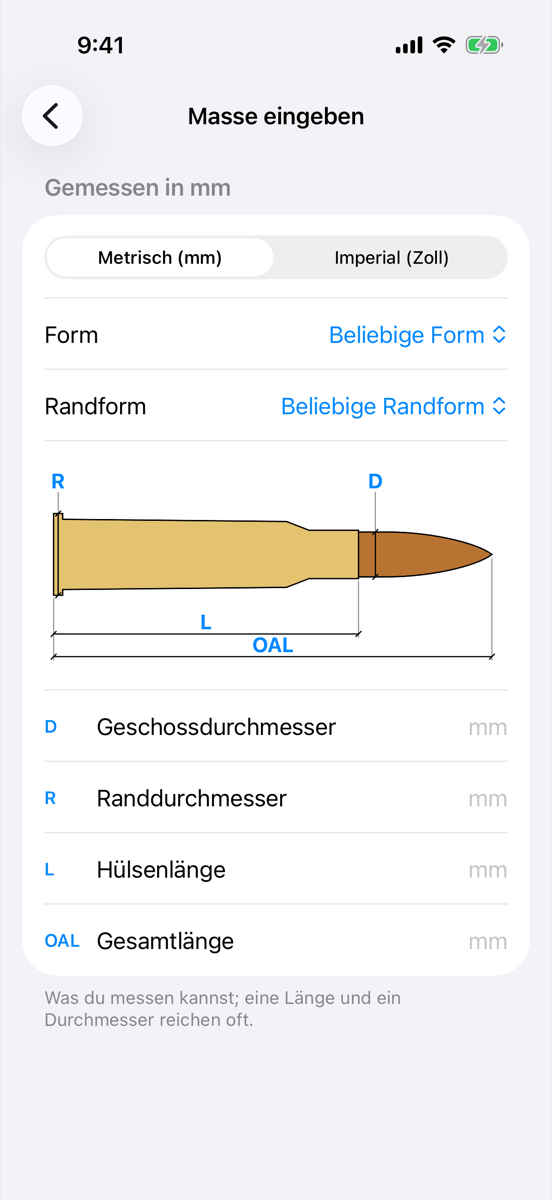 9:41
Masse eingeben
Gemessen in mm
Metrisch (mm) Imperial (Zoll)
Form Beliebige Form
Randform Beliebige Randform
R D
L
OAL
D Geschossdurchmesser mm
R Randdurchmesser mm
L Hülsenlänge mm
OAL Gesamtlänge mm
Was du messen kannst; eine Länge und ein
Durchmesser reichen oft.